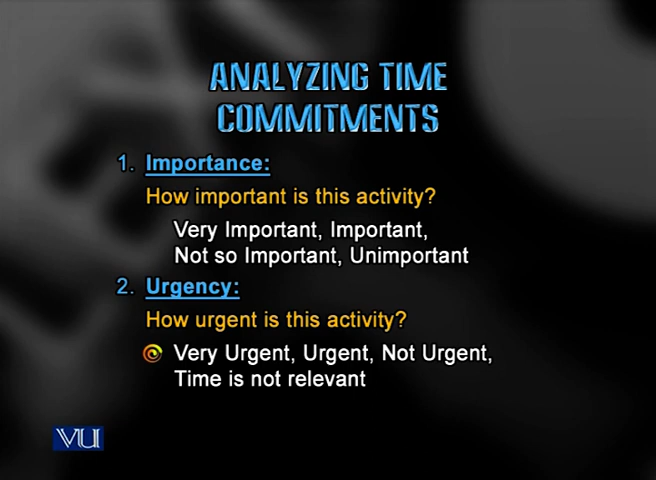 ANALYZING TIME
COMMITMENTS
1. Importance:
How important is this activity?
Very Important, Important,
Not so Important, Unimportant
2. Urgency:
How urgent is this activity?
Very Urgent, Urgent, Not Urgent,
Time is not relevant
VU